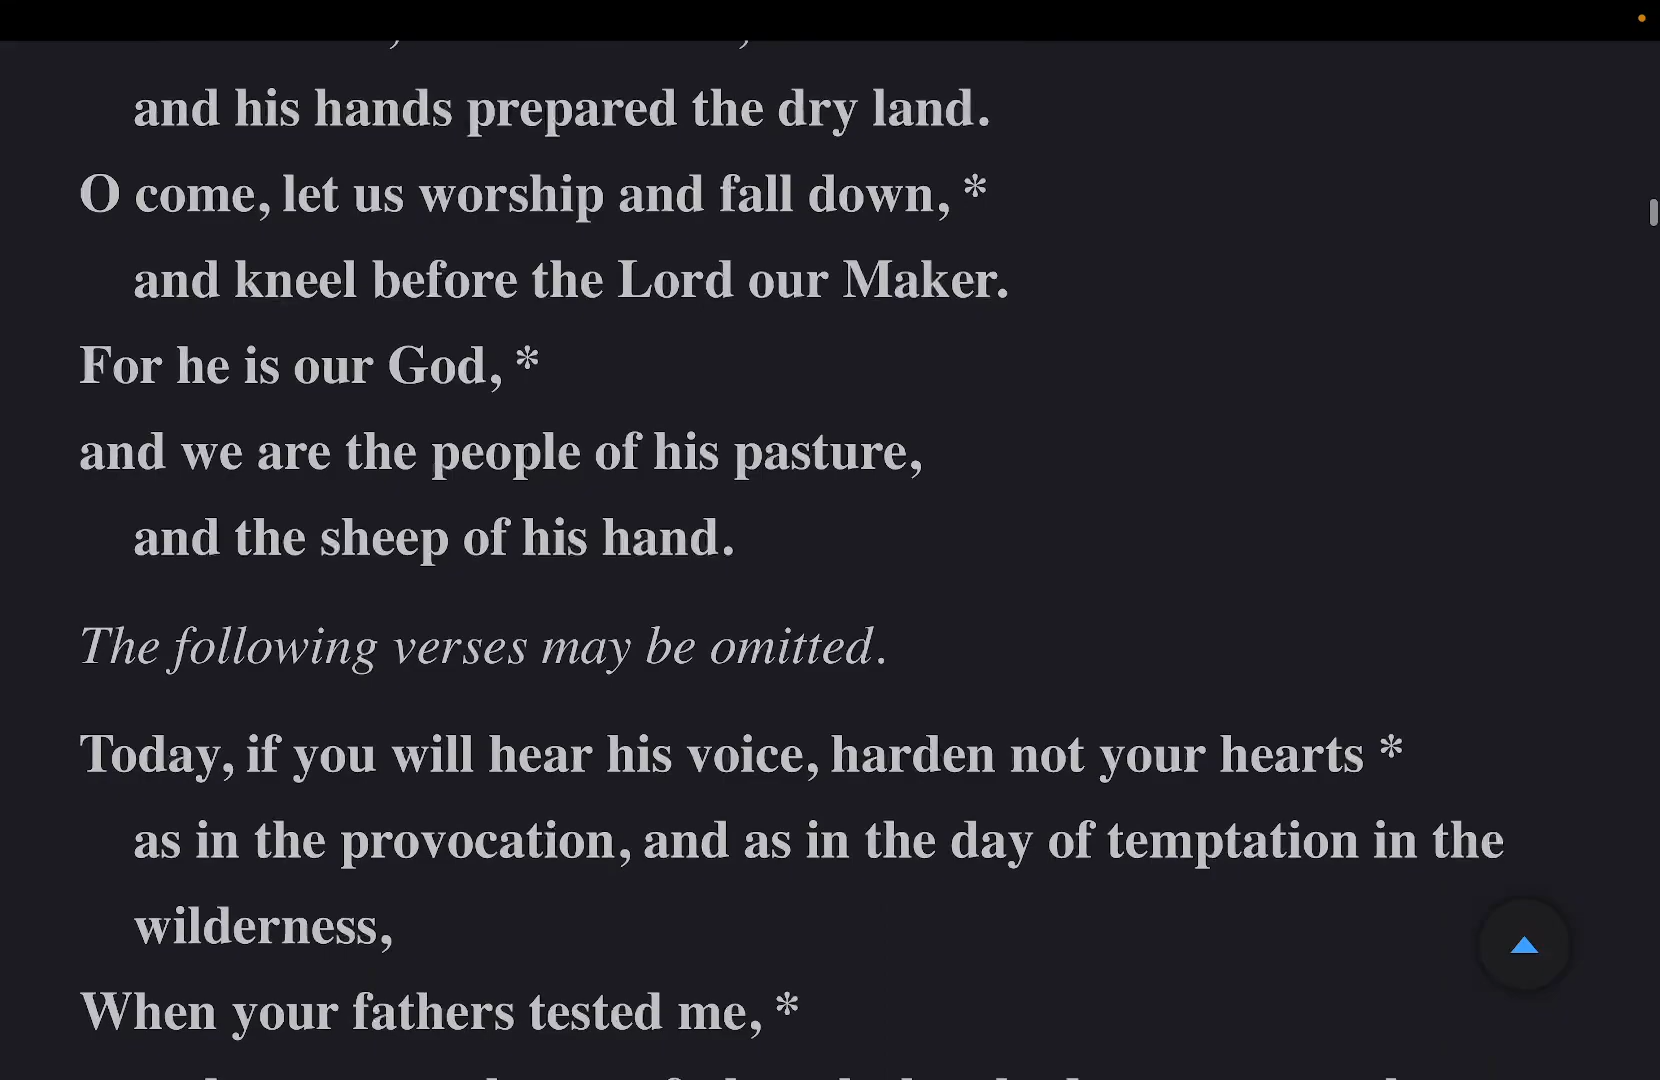 and his hands prepared the dry land.
O come, let us worship and fall down, *
and kneel before the Lord our Maker.
For he is our God, *
and we are the people of his pasture,
and the sheep of his hand.
The following verses may be omitted.
Today, if you will hear his voice, harden not your hearts *
as in the provocation, and as in the day of temptation in the
wilderness,
When your fathers tested me, *